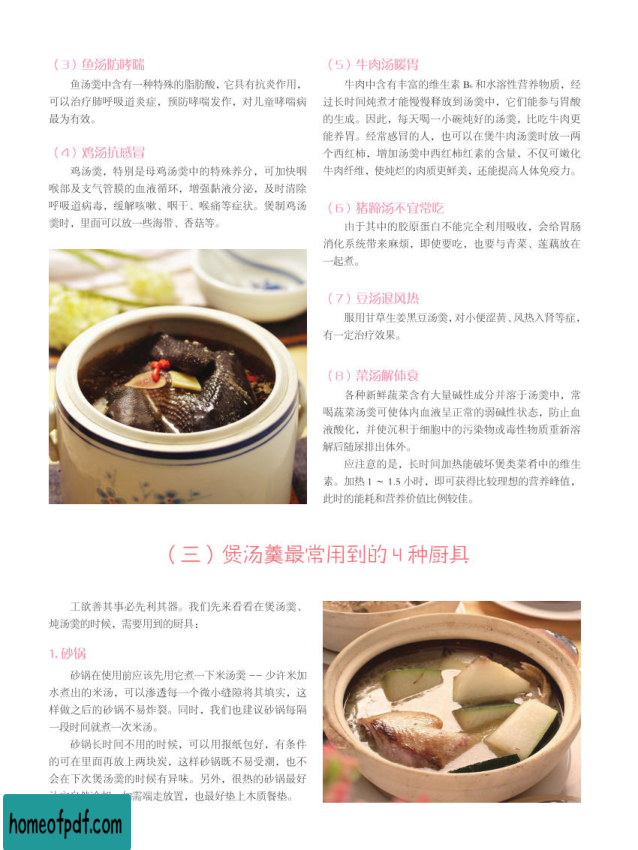 （3）鱼汤防哮喘
鱼汤羹中含有一种特殊的脂肪酸，它具有抗炎作用，
可以治疗肺呼吸道炎症，预防哮喘发作，对儿童哮喘病
最为有效。
（4）鸡汤抗感冒
鸡汤羹，特别是母鸡汤羹中的特殊养分，可加快咽
喉部及支气管膜的血液循环，增强黏液分泌，及时清除
呼吸道病毒，缓解咳嗽、咽干、喉痛等症状。煲制鸡汤
羹时，里面可以放一些海带、香菇等。
（5）牛肉汤暖胃
牛肉中含有丰富的维生素 B₆ 和水溶性营养物质，经
过长时间炖煮才能慢慢释放到汤羹中，它们能参与胃酸
的生成。因此，每天喝一小碗炖好的汤羹，比吃牛肉更
能养胃。经常感冒的人，也可以在煲牛肉汤羹时放一两
个西红柿，增加汤羹中西红柿红素的含量，不仅可嫩化
牛肉纤维，使炖烂的肉质更鲜美，还能提高人体免疫力。
（6）猪蹄汤不宜常吃
由于其中的胶原蛋白不能完全利用吸收，会给胃肠
消化系统带来麻烦，即使要吃，也要与青菜、莲藕放在
一起煮。
（7）豆汤退风热
服用甘草生姜黑豆汤羹，对小便涩黄、风热入肾等症，
有一定治疗效果。
（8）菜汤解体衰
各种新鲜蔬菜含有大量碱性成分并溶于汤羹中，常
喝蔬菜汤羹可使体内血液呈正常的弱碱性状态，防止血
液酸化，并使沉积于细胞中的污染物或毒性物质重新溶
解后随尿排出体外。
应注意的是，长时间加热能破坏煲类菜肴中的维生
素。加热 1 ～ 1.5 小时，即可获得比较理想的营养峰值，
此时的能耗和营养价值比例较佳。
（三）煲汤羹最常用到的 4 种厨具
工欲善其事必先利其器。我们先来看看在煲汤羹、
炖汤羹的时候，需要用到的厨具：
1. 砂锅
砂锅在使用前应该先用它煮一下米汤羹 —— 少许米加
水煮出的米汤，可以渗透每一个微小缝隙将其填实，这
样做之后的砂锅不易炸裂。同时，我们也建议砂锅每隔
一段时间就煮一次米汤。
砂锅长时间不用的时候，可以用报纸包好，有条件
的可在里面再放上两块炭，这样砂锅既不易受潮，也不
会在下次煲汤羹的时候有异味。另外，很热的砂锅最好
需端走放置，也最好垫上木质餐垫。
homeofpdf.com